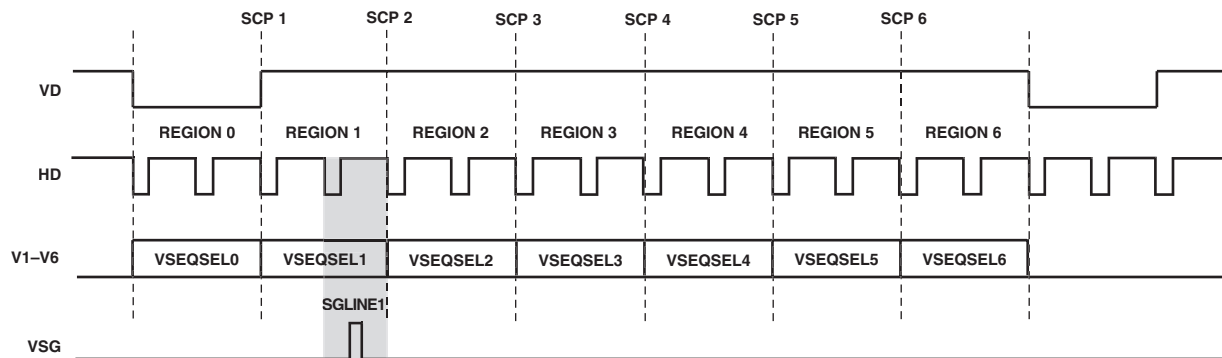 SCP 1 SCP 2 SCP 3 SCP 4 SCP 5 SCP 6
VD
REGION 0 REGION 1 REGION 2 REGION 3 REGION 4 REGION 5 REGION 6
HD
V1–V6 VSEQSEL0 VSEQSEL1 VSEQSEL2 VSEQSEL3 VSEQSEL4 VSEQSEL5 VSEQSEL6
SGLINE1
VSG